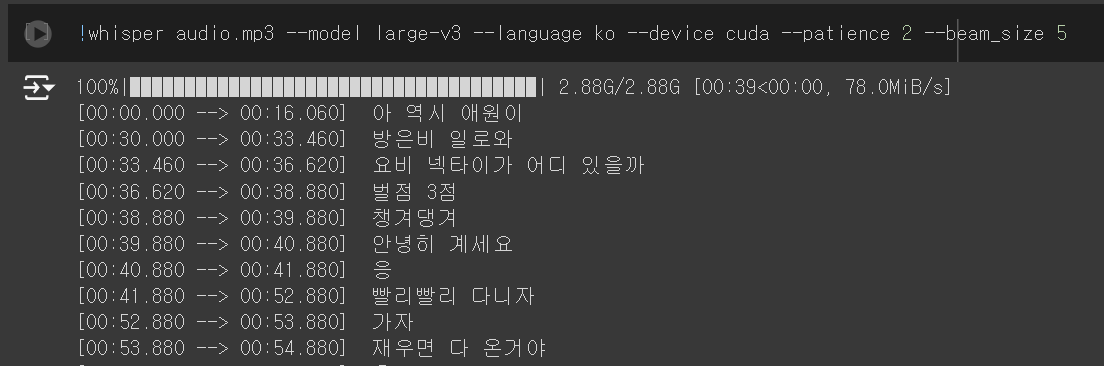 [ ] !whisper audio.mp3 --model large-v3 --language ko --device cuda --patience 2 --beam_size 5
100%|███████████████████████████████████████| 2.88G/2.88G [00:39<00:00, 78.0MiB/s]
[00:00.000 --> 00:16.060] 아 역시 애원이
[00:30.000 --> 00:33.460] 방은비 일로와
[00:33.460 --> 00:36.620] 요비 넥타이가 어디 있을까
[00:36.620 --> 00:38.880] 벌점 3점
[00:38.880 --> 00:39.880] 챙겨댕겨
[00:39.880 --> 00:40.880] 안녕히 계세요
[00:40.880 --> 00:41.880] 응
[00:41.880 --> 00:52.880] 빨리빨리 다니자
[00:52.880 --> 00:53.880] 가자
[00:53.880 --> 00:54.880] 재우면 다 온거야